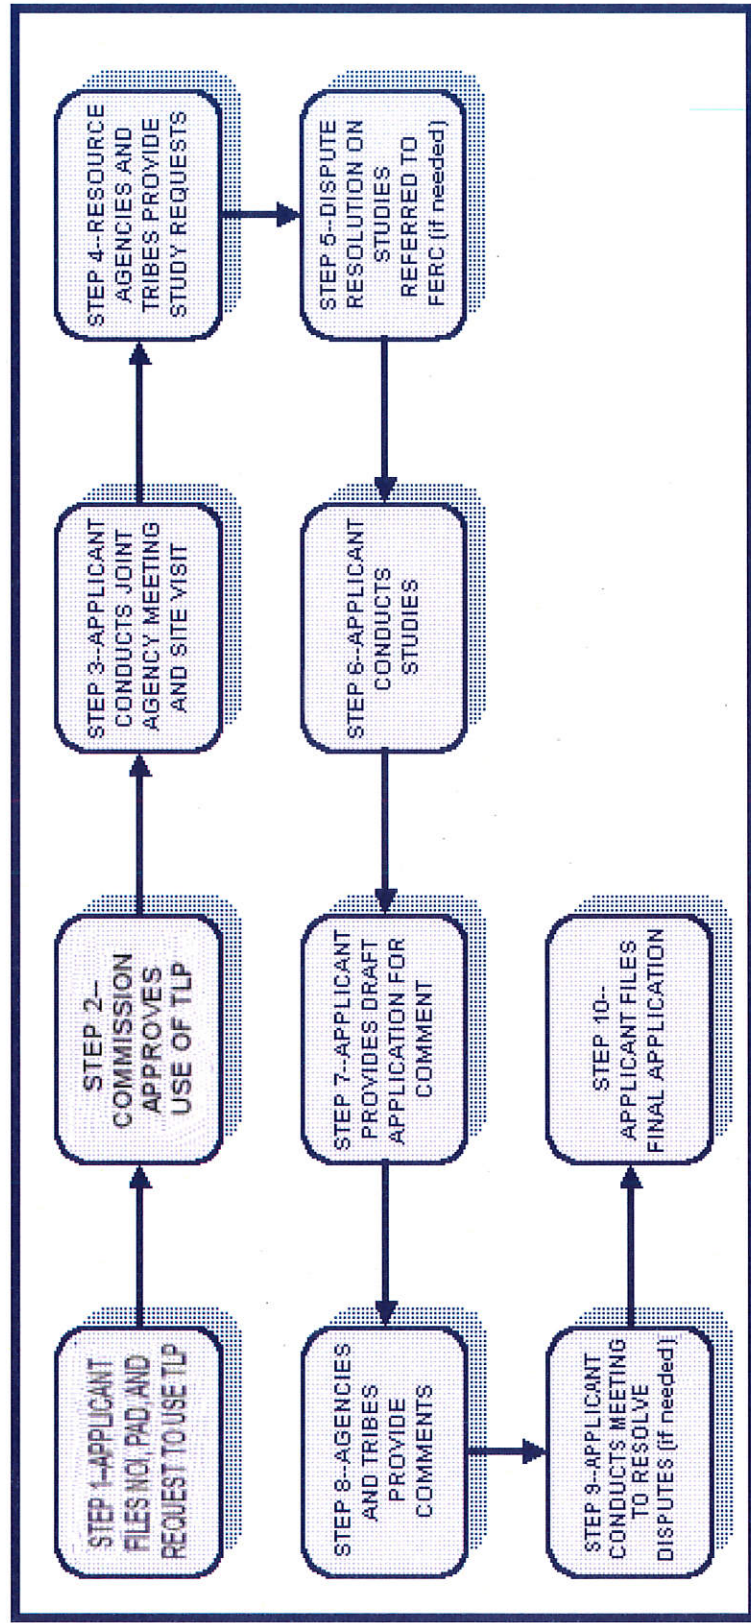 STEP 1--APPLICANT
FILES NOI, PAD, AND
REQUEST TO USE TLP
STEP 2--
COMMISSION
APPROVES
USE OF TLP
STEP 3--APPLICANT
CONDUCTS JOINT
AGENCY MEETING
AND SITE VISIT
STEP 4--RESOURCE
AGENCIES AND
TRIBES PROVIDE
STUDY REQUESTS
STEP 5--DISPUTE
RESOLUTION ON
STUDIES
REFERRED TO
FERC (if needed)
STEP 6--APPLICANT
CONDUCTS
STUDIES
STEP 7--APPLICANT
PROVIDES DRAFT
APPLICATION FOR
COMMENT
STEP 8--AGENCIES
AND TRIBES
PROVIDE
COMMENTS
STEP 9--APPLICANT
CONDUCTS MEETING
TO RESOLVE
DISPUTES (if needed)
STEP 10--
APPLICANT FILES
FINAL APPLICATION